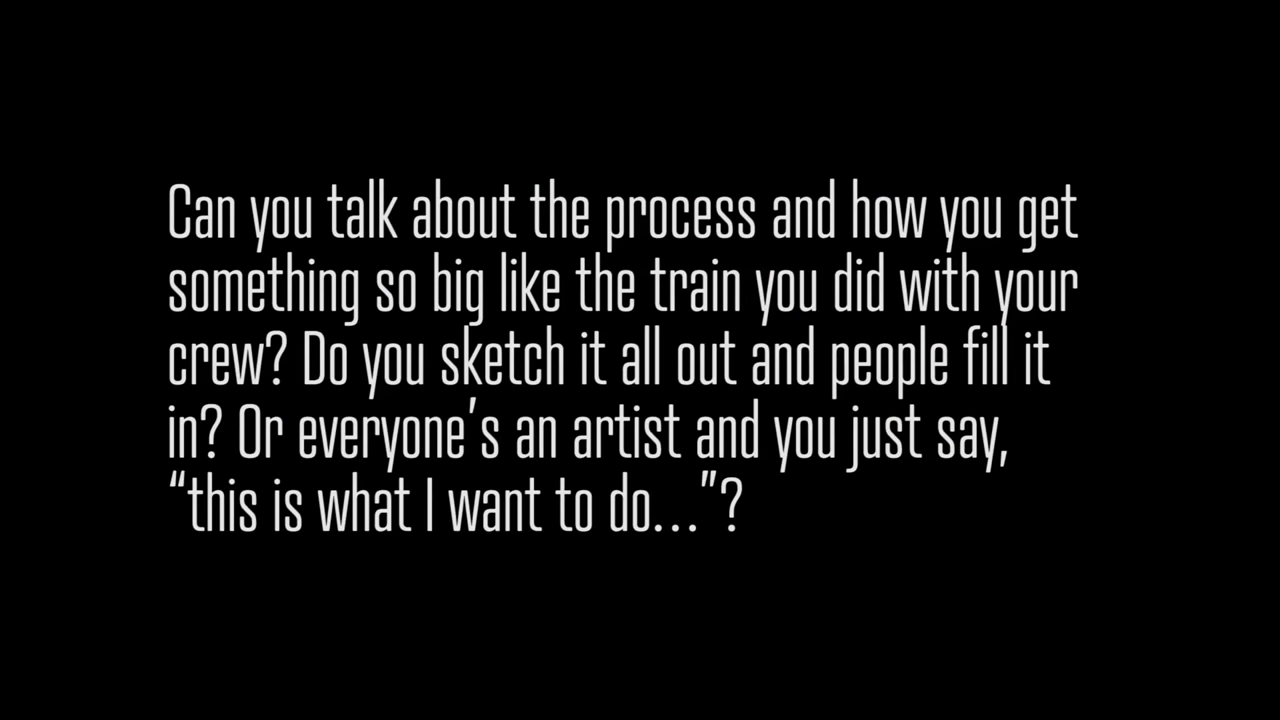 Can you talk about the process and how you get
something so big like the train you did with your
crew? Do you sketch it all out and people fill it
in? Or everyone's an artist and you just say,
“this is what I want to do...”?